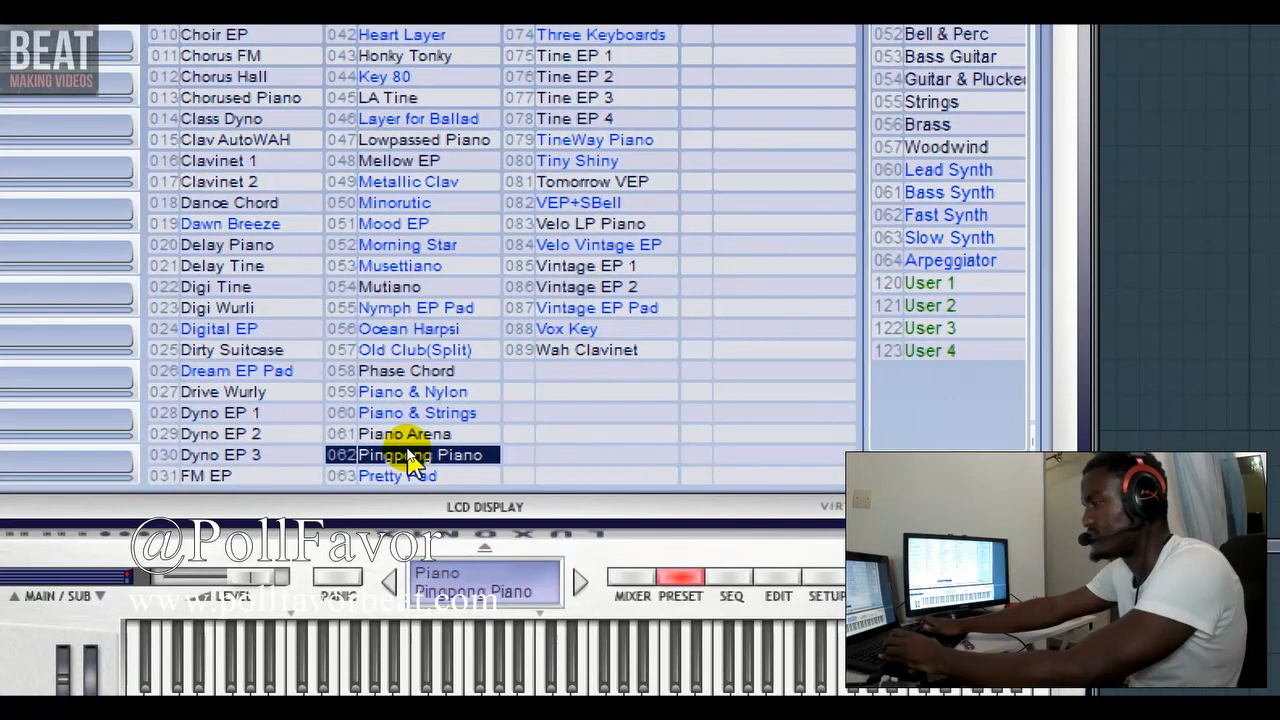 BEAT
MAKING VIDEOS
010 Choir EP
011 Chorus FM
012 Chorus Hall
013 Chorused Piano
014 Class Dyno
015 Clav AutoWAH
016 Clavinet 1
017 Clavinet 2
018 Dance Chord
019 Dawn Breeze
020 Delay Piano
021 Delay Tine
022 Digi Tine
023 Digi Wurli
024 Digital EP
025 Dirty Suitcase
026 Dream EP Pad
027 Drive Wurly
028 Dyno EP 1
029 Dyno EP 2
030 Dyno EP 3
031 FM EP
042 Heart Layer
043 Honky Tonky
044 Key 80
045 LA Tine
046 Layer for Ballad
047 Lowpassed Piano
048 Mellow EP
049 Metallic Clav
050 Minorutic
051 Mood EP
052 Morning Star
053 Musettiano
054 Mutiano
055 Nymph EP Pad
056 Ocean Harpsi
057 Old Club(Split)
058 Phase Chord
059 Piano & Nylon
060 Piano & Strings
061 Piano Arena
062 Pingpong Piano
063 Pretty Pad
074 Three Keyboards
075 Tine EP 1
076 Tine EP 2
077 Tine EP 3
078 Tine EP 4
079 TineWay Piano
080 Tiny Shiny
081 Tomorrow VEP
082 VEP+SBell
083 Velo LP Piano
084 Velo Vintage EP
085 Vintage EP 1
086 Vintage EP 2
087 Vintage EP Pad
088 Vox Key
089 Wah Clavinet
052 Bell & Perc
053 Bass Guitar
054 Guitar & Plucked
055 Strings
056 Brass
057 Woodwind
060 Lead Synth
061 Bass Synth
062 Fast Synth
063 Slow Synth
064 Arpeggiator
120 User 1
121 User 2
122 User 3
123 User 4
LCD DISPLAY
@PollFavor
MAIN / SUB
LEVEL
Piano
Pingpong Piano
MIXER PRESET SEQ EDIT SETUP